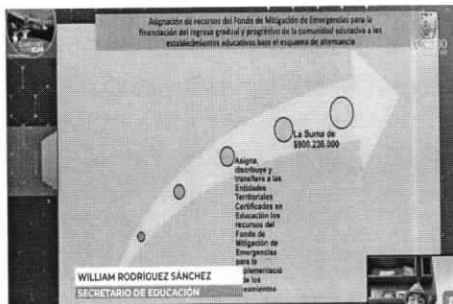 Asignación de recursos del Fondo de Mitigación de Emergencias para la
financiación del regreso gradual y progresivo de la comunidad educativa a los
establecimientos educativos bajo el esquema de alternancia
La Suma de
$900.236.000
Asigna,
distribuye y
transfiere a las
Entidades
Territoriales
Certificadas en
Educación los
recursos del
Fondo de
Mitigación de
Emergencias
para la
mplementació
de los
eamientos
WILLIAM RODRÍGUEZ SÁNCHEZ
SECRETARIO DE EDUCACIÓN